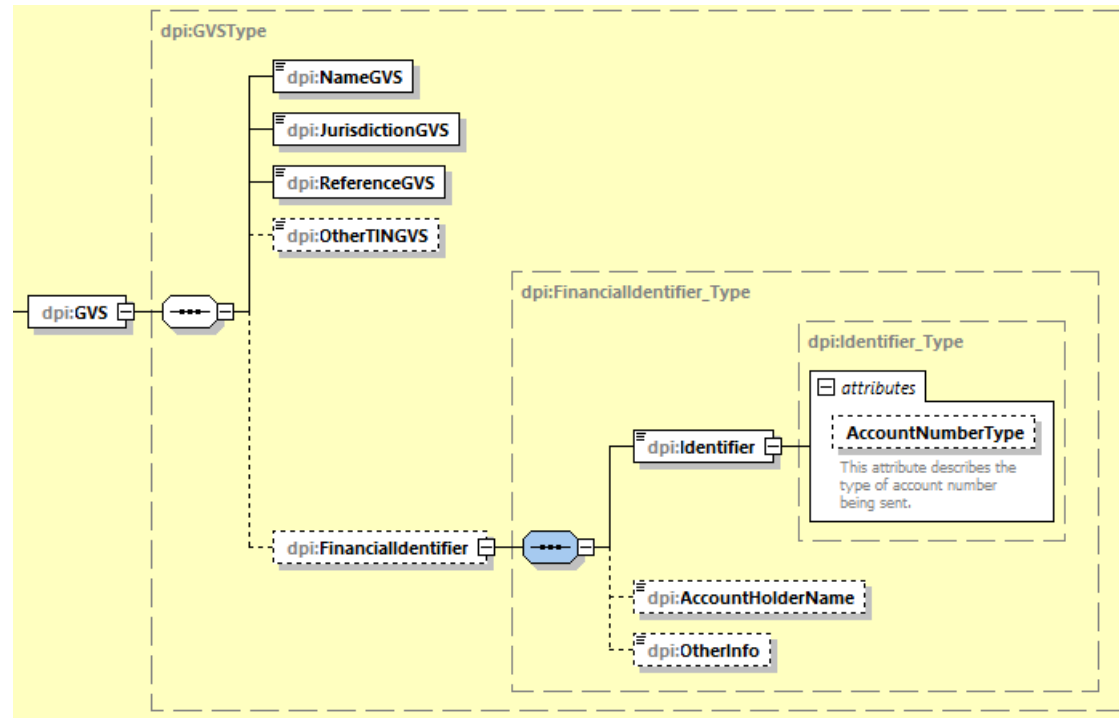 dpi:GVSType
dpi:NameGVS
dpi:JurisdictionGVS
dpi:ReferenceGVS
dpi:OtherTINGVS
dpi:GVS
dpi:FinancialIdentifier_Type
dpi:Identifier_Type
attributes
AccountNumberType
This attribute describes the
type of account number
being sent.
dpi:Identifier
dpi:FinancialIdentifier
dpi:AccountHolderName
dpi:OtherInfo